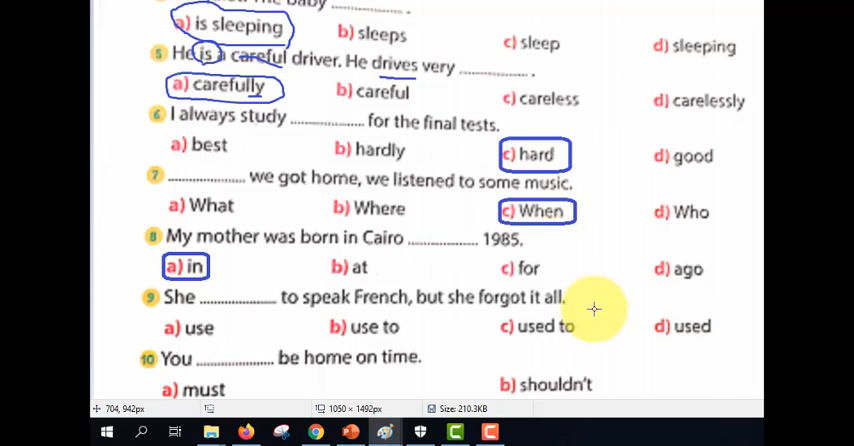 The baby ............... .
a) is sleeping b) sleeps c) sleep d) sleeping
5 He is a careful driver. He drives very ............... .
a) carefully b) careful c) careless d) carelessly
6 I always study ............... for the final tests.
a) best b) hardly c) hard d) good
7 ............... we got home, we listened to some music.
a) What b) Where c) When d) Who
8 My mother was born in Cairo ............... 1985.
a) in b) at c) for d) ago
9 She ............... to speak French, but she forgot it all.
a) use b) use to c) used to d) used
10 You ............... be home on time.
a) must b) shouldn't
704, 942px 1050 × 1492px Size: 210.3KB